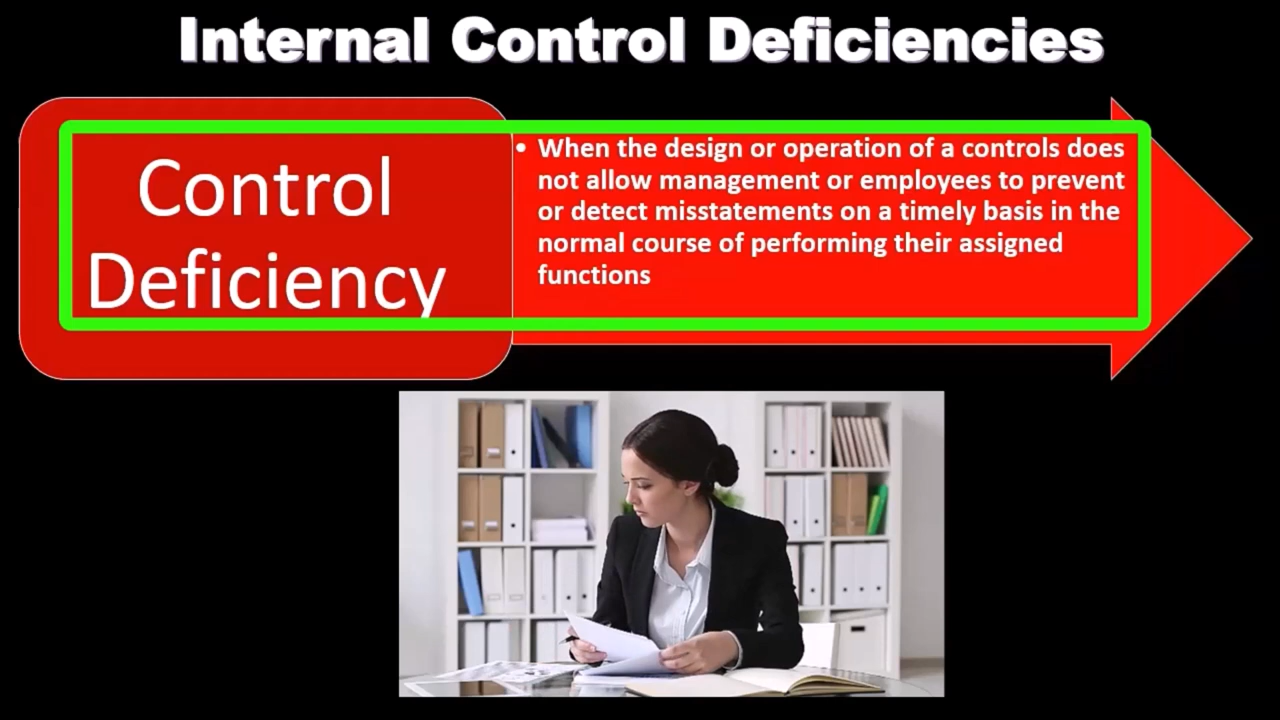 Internal Control Deficiencies
Control
Deficiency
• When the design or operation of a controls does
not allow management or employees to prevent
or detect misstatements on a timely basis in the
normal course of performing their assigned
functions